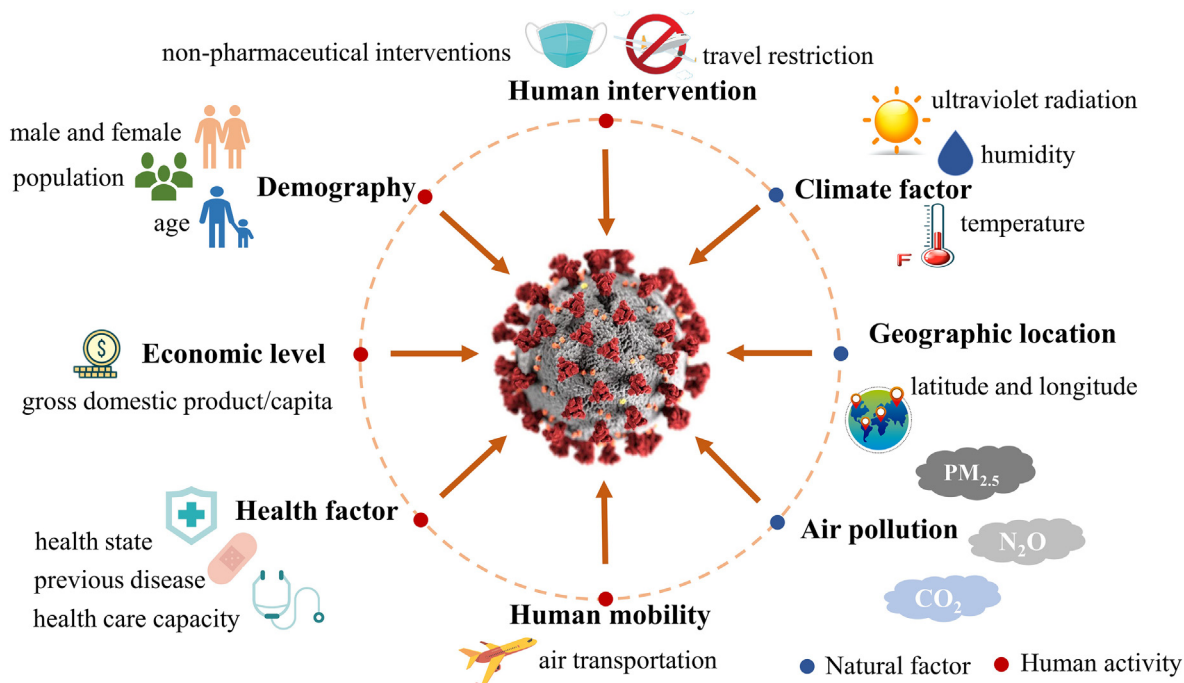 non-pharmaceutical interventions
travel restriction
Human intervention
ultraviolet radiation
humidity
Climate factor
temperature
F
male and female
population
Demography
age
Geographic location
latitude and longitude
$
Economic level
gross domestic product/capita
PM2.5
Air pollution
N2O
CO2
Health factor
health state
previous disease
health care capacity
Human mobility
air transportation
Natural factor
Human activity